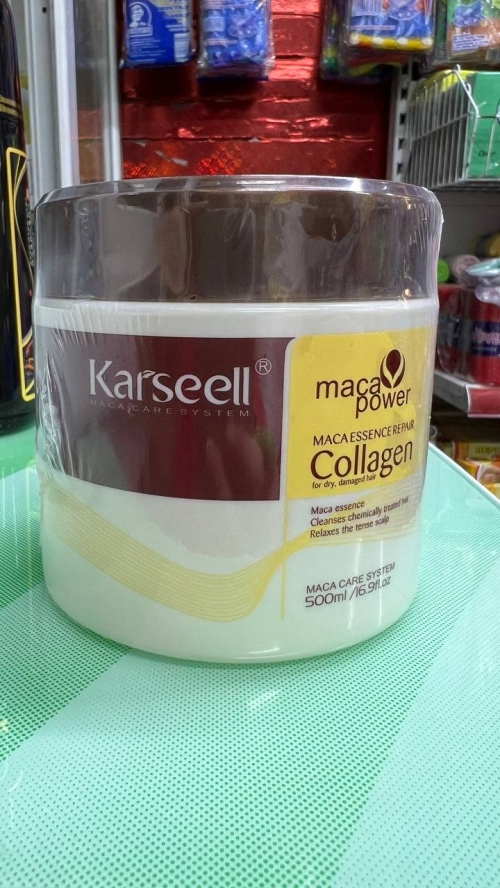 Karseell®
MACA CARE SYSTEM
maca
power
MACA ESSENCE REPAIR
Collagen
for dry, damaged hair
Maca essence
Cleanses chemically treated hair
Relaxes the tense scalp
MACA CARE SYSTEM
500ml /16.9fl.oz